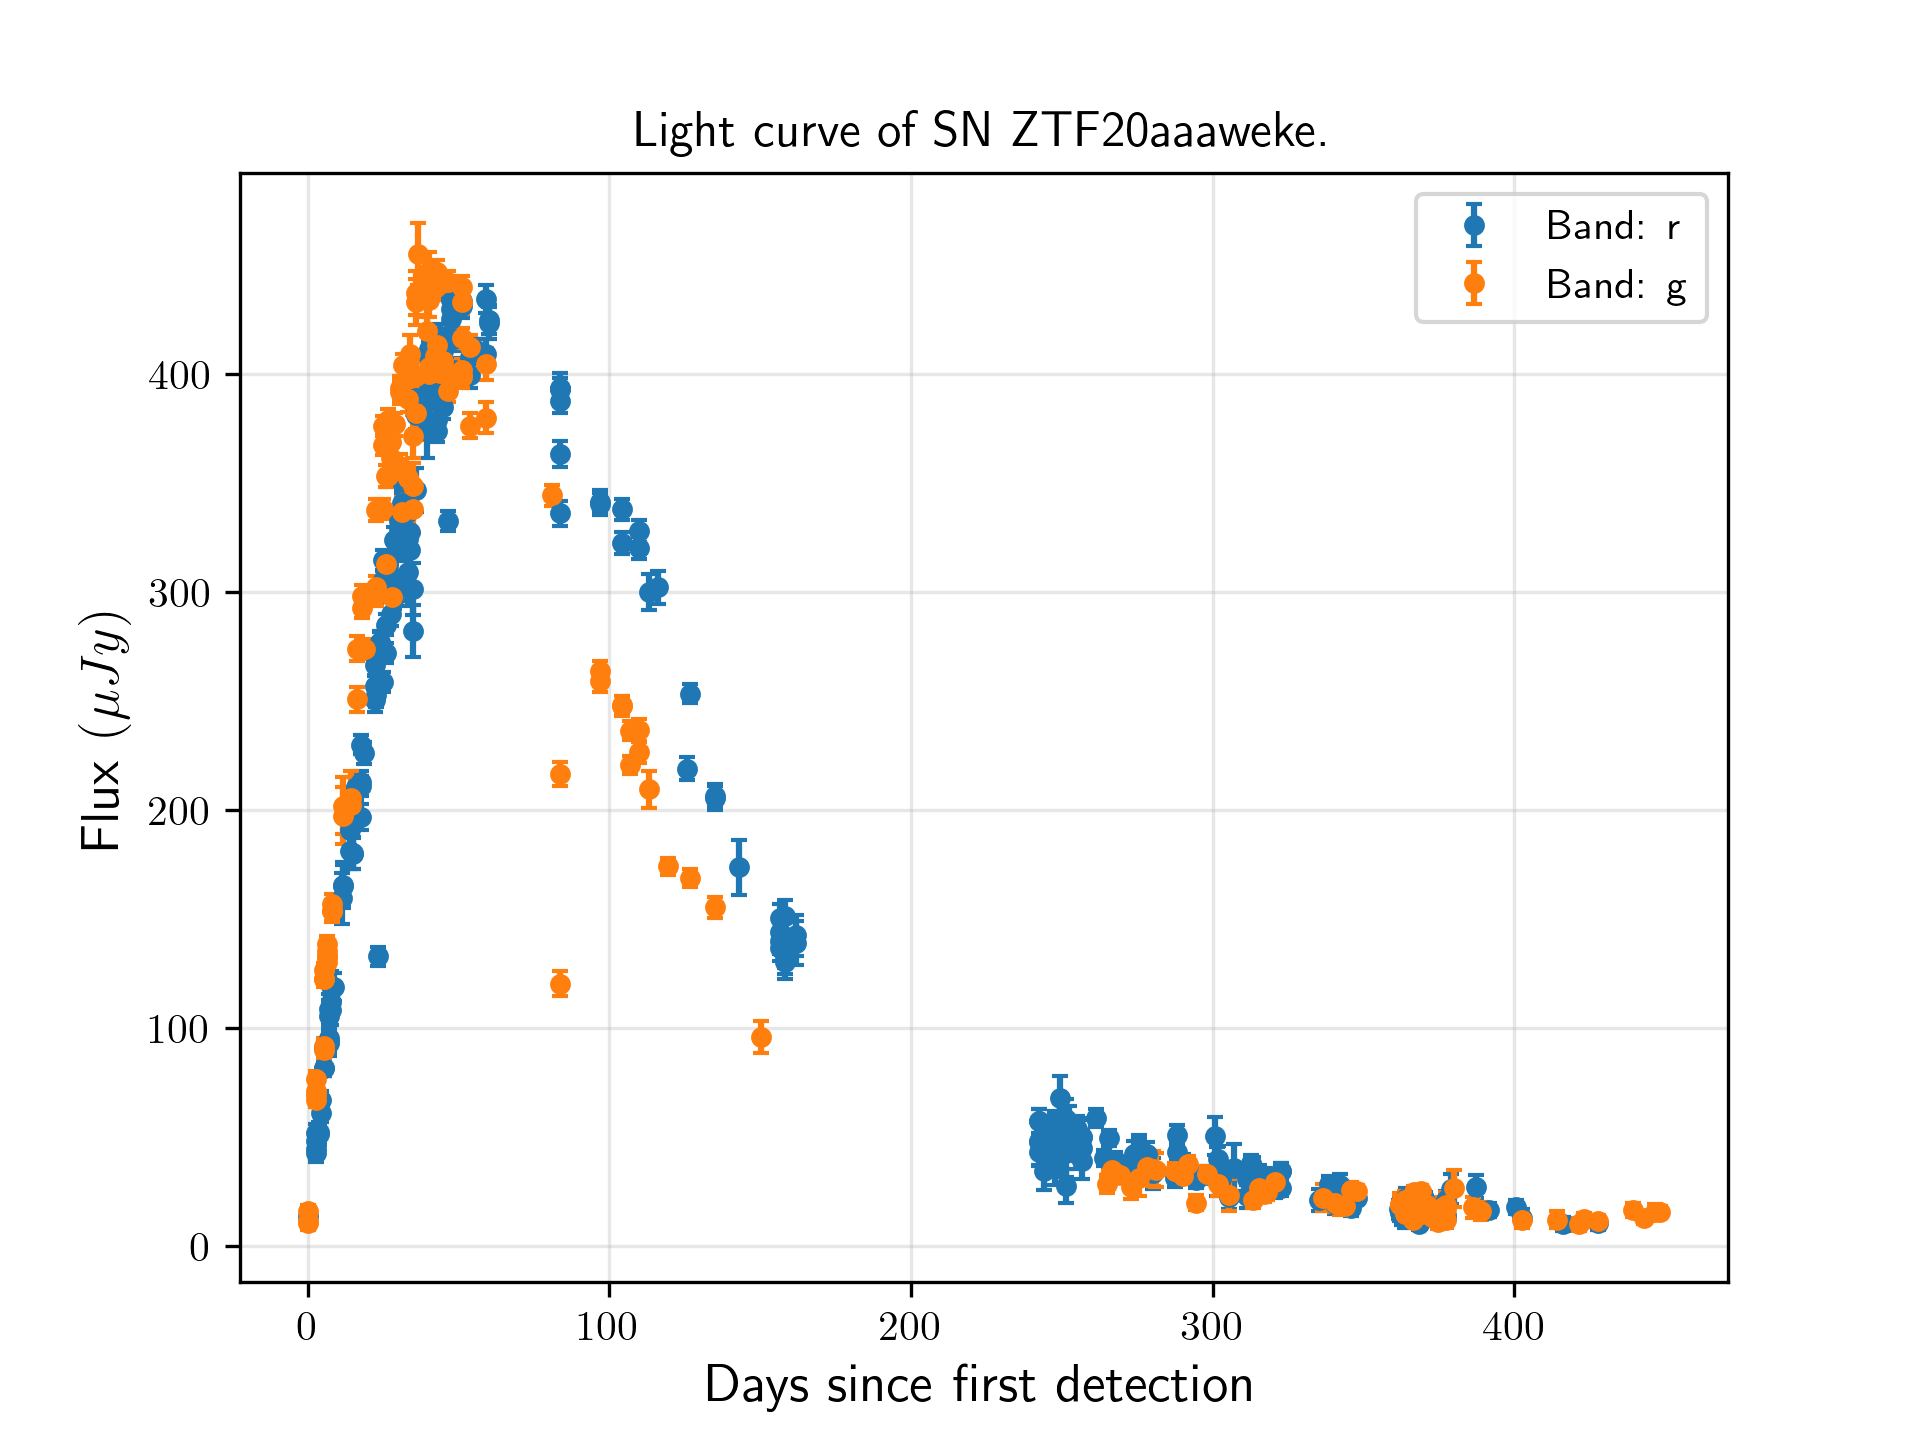 Light curve of SN ZTF20aaaweke.
Band: r
Band: g
Flux (μJy)
400
300
200
100
0
0 100 200 300 400
Days since first detection